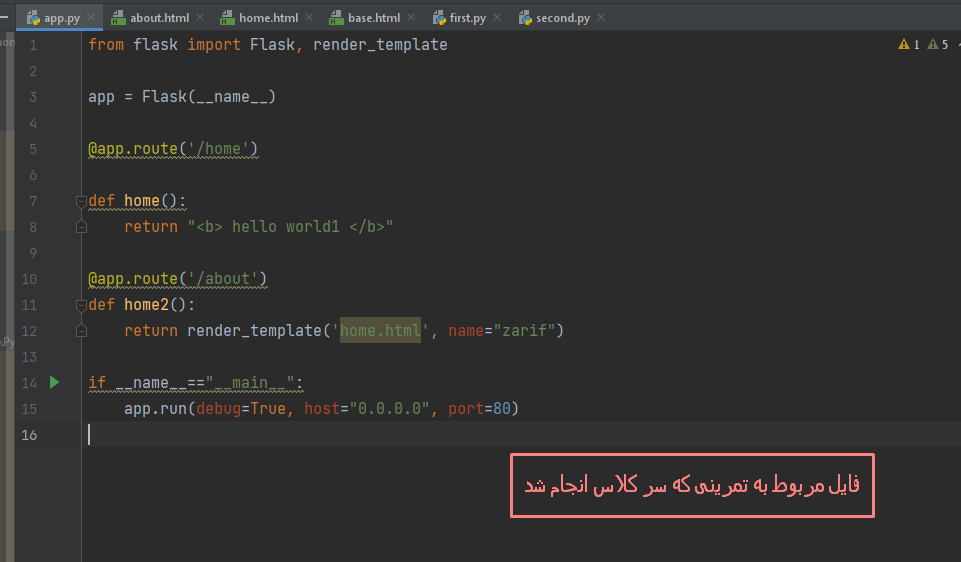 app.py about.html home.html base.html first.py second.py
1 from flask import Flask, render_template 1 5
2
3 app = Flask(__name__)
4
5 @app.route('/home')
6
7 def home():
8 return "<b> hello world1 </b>"
9
10 @app.route('/about')
11 def home2():
12 return render_template('home.html', name="zarif")
\Py
13
14 if __name__=="__main__":
15 app.run(debug=True, host="0.0.0.0", port=80)
16
فایل مربوط به تمرینی که سر کلاس انجام شد